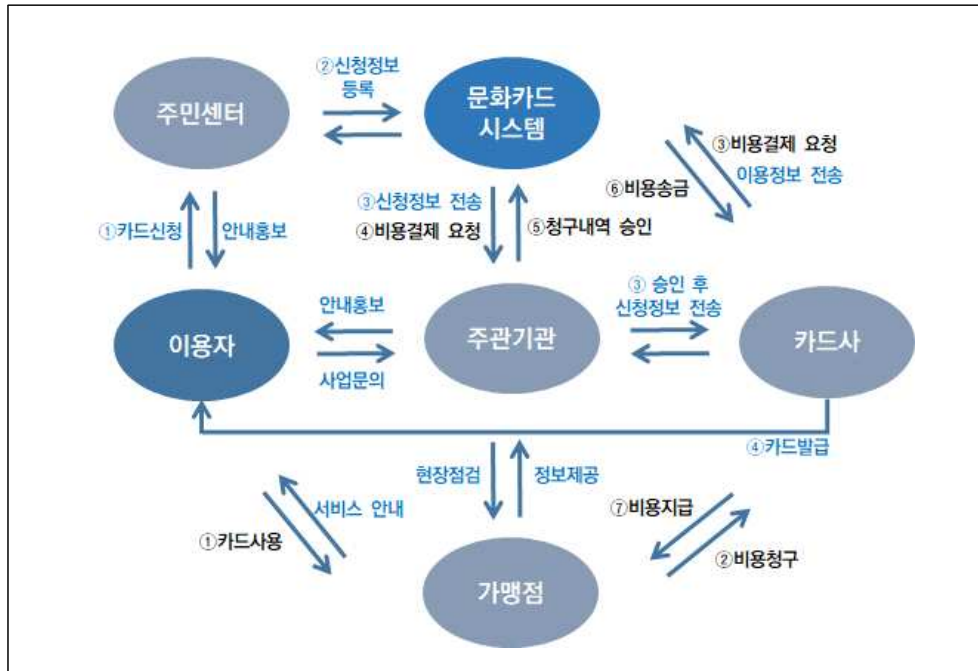 ②신청정보
등록
주민센터
문화카드
시스템
③비용결제 요청
이용정보 전송
⑥비용송금
①카드신청
안내홍보
③신청정보 전송
④비용결제 요청
⑤청구내역 승인
안내홍보
③ 승인 후
신청정보 전송
이용자
주관기관
카드사
사업문의
④카드발급
현장점검
정보제공
서비스 안내
①카드사용
⑦비용지급
②비용청구
가맹점